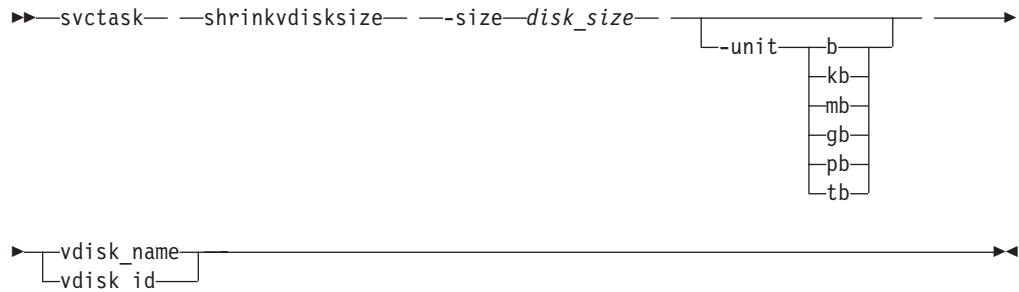 svctask shrinkvdisksize -size disk_size
-unit b
kb
mb
gb
pb
tb
vdisk_name
vdisk_id